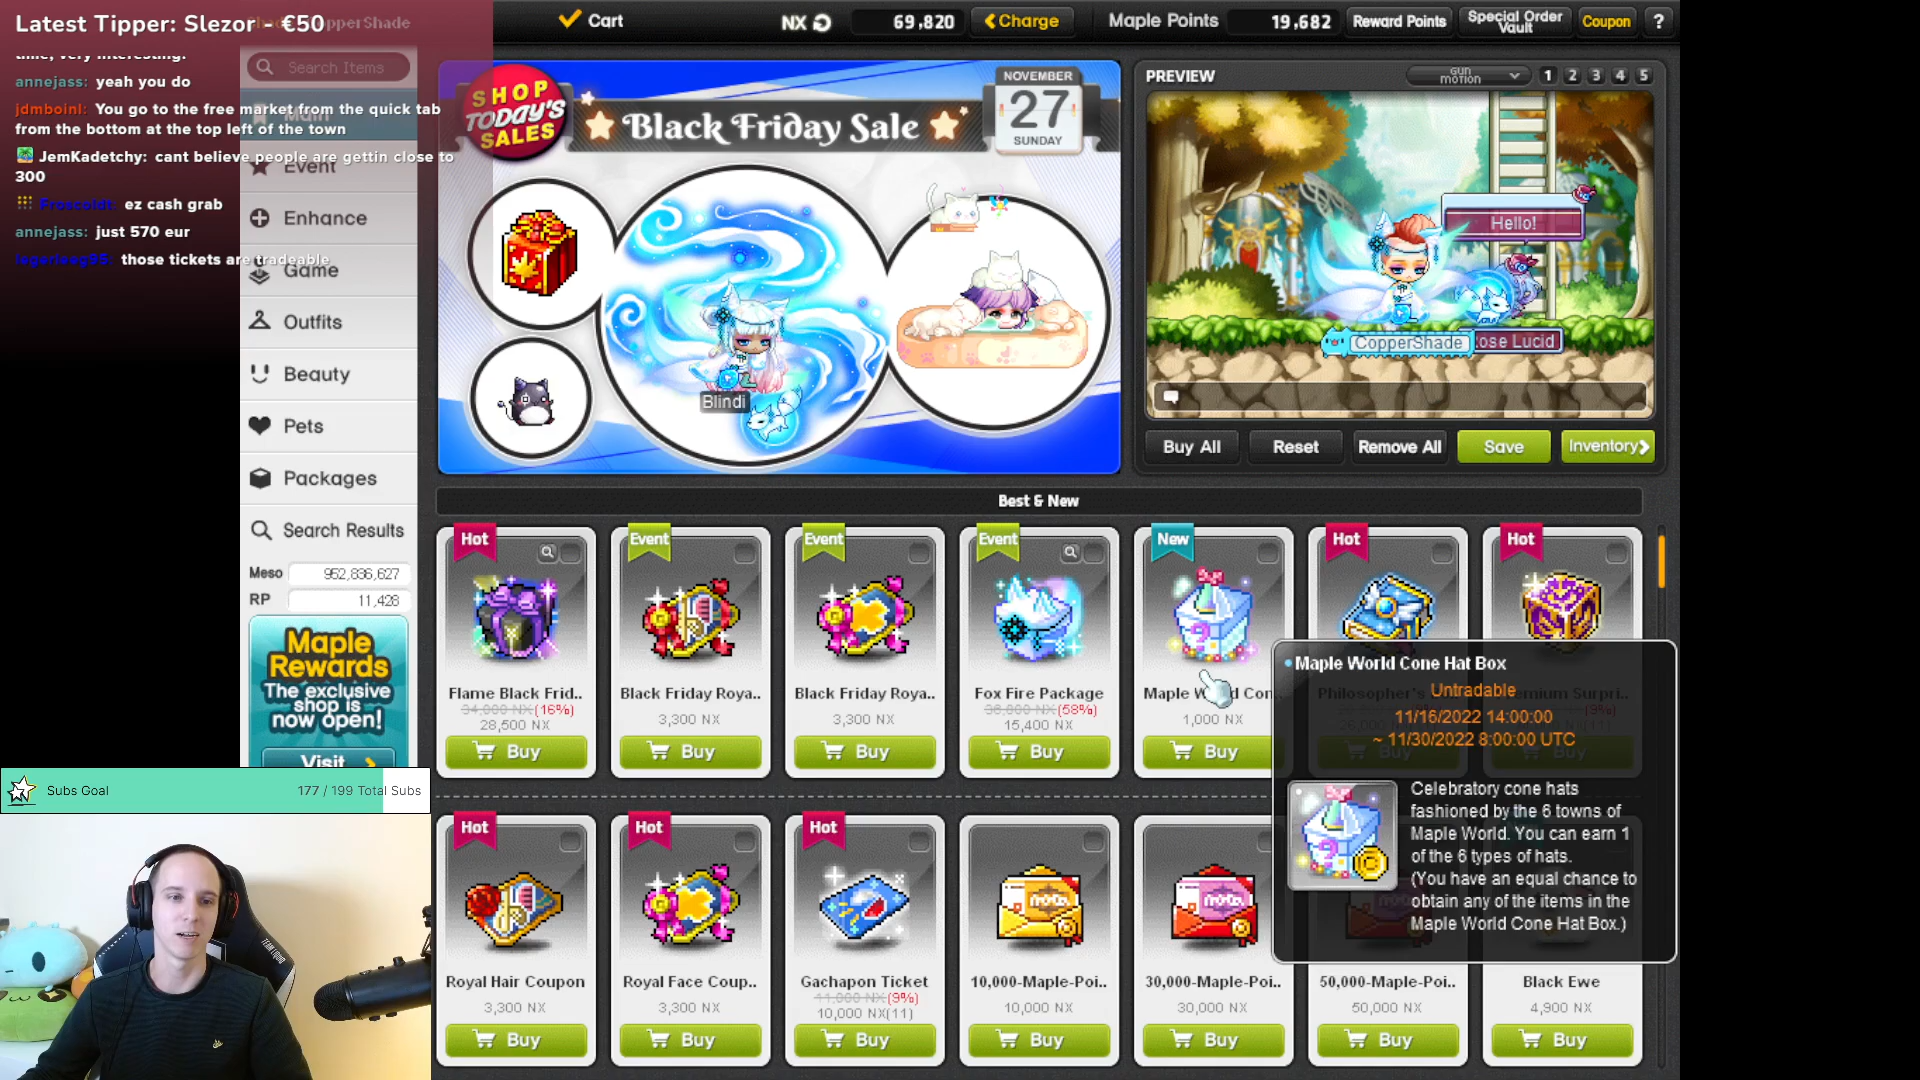 Latest Tipper: Slezor - €50
time, very interesting!
annejass: yeah you do
jdmboinl: You go to the free market from the quick tab
from the bottom at the top left of the town
JemKadetchy: cant believe people are gettin close to
300
Froscoldt: ez cash grab
annejass: just 570 eur
those tickets are tradeable
CopperShade
Search Items
Main
Event
Enhance
Game
Outfits
Beauty
Pets
Packages
Search Results
Meso 952,836,627
RP 11,428
Maple
Rewards
The exclusive
shop is
now open!
Visit
Subs Goal 177 / 199 Total Subs
Cart
NX 69,820 Charge
Maple Points 19,682
Reward Points
Special Order
Vault
Coupon
?
SHOP
TODAY'S
SALES
Black Friday Sale
NOVEMBER
27
SUNDAY
Blindi
PREVIEW
gun
motion
1 2 3 4 5
Hello!
CopperShade
ose Lucid
Buy All Reset Remove All Save Inventory
Best & New
Hot Event Event Event New Hot Hot
Flame Black Frid..
34,000 NX (16%)
28,500 NX
Buy
Black Friday Roya..
3,300 NX
Buy
Black Friday Roya..
3,300 NX
Buy
Fox Fire Package
36,800 NX (58%)
15,400 NX
Buy
Maple W d Con
1,000 NX
Buy
Maple World Cone Hat Box
Untradable
11/16/2022 14:00:00
~ 11/30/2022 8:00:00 UTC
Celebratory cone hats
fashioned by the 6 towns of
Maple World. You can earn 1
of the 6 types of hats.
(You have an equal chance to
obtain any of the items in the
Maple World Cone Hat Box.)
Hot Hot Hot
Royal Hair Coupon
3,300 NX
Buy
Royal Face Coup..
3,300 NX
Buy
Gachapon Ticket
11,000 NX (9%)
10,000 NX(11)
Buy
10,000-Maple-Poi..
10,000 NX
Buy
30,000-Maple-Poi..
30,000 NX
Buy
50,000-Maple-Poi..
50,000 NX
Buy
Black Ewe
4,900 NX
Buy